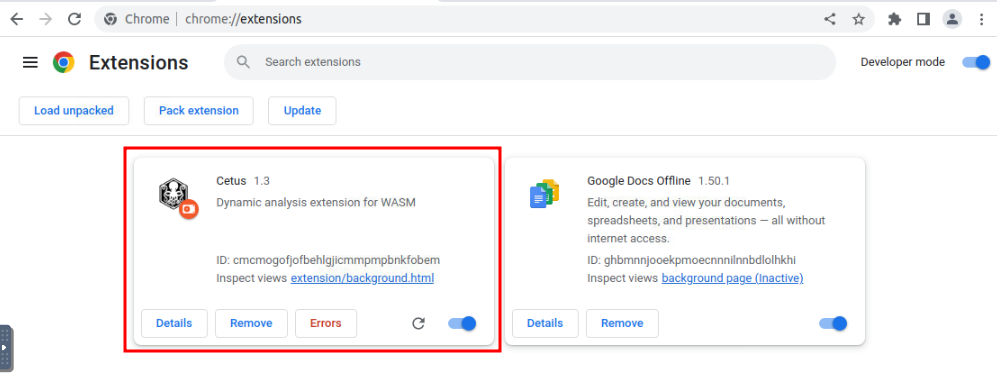 Chrome | chrome://extensions
Extensions
Search extensions
Developer mode
Load unpacked
Pack extension
Update
Cetus 1.3
Dynamic analysis extension for WASM
ID: cmcmogofjofbehlgjicmmpmpbnkfobem
Inspect views extension/background.html
Details
Remove
Errors
Google Docs Offline 1.50.1
Edit, create, and view your documents,
spreadsheets, and presentations — all without
internet access.
ID: ghbmnnjooekpmoecnnnilnnbdlolhkhi
Inspect views background page (Inactive)
Details
Remove